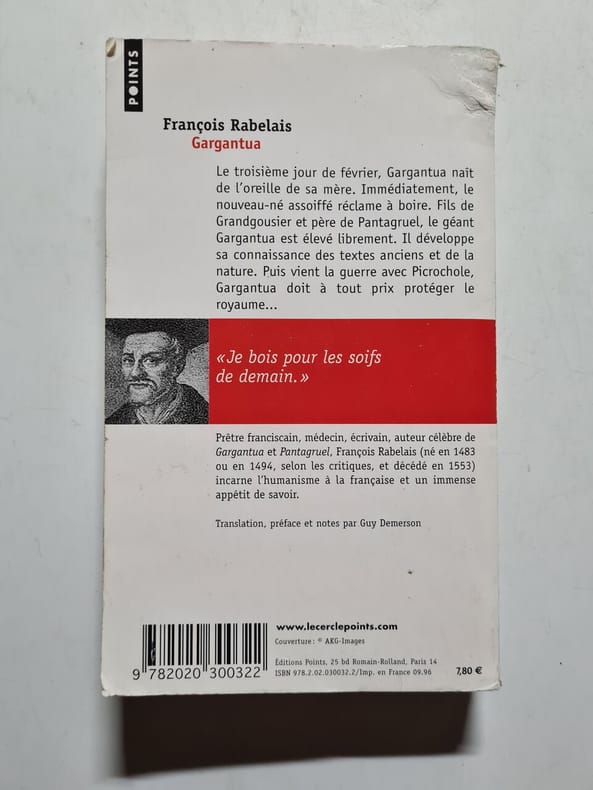 POINTS
François Rabelais
Gargantua
Le troisième jour de février, Gargantua naît
de l'oreille de sa mère. Immédiatement, le
nouveau-né assoiffé réclame à boire. Fils de
Grandgousier et père de Pantagruel, le géant
Gargantua est élevé librement. Il développe
sa connaissance des textes anciens et de la
nature. Puis vient la guerre avec Picrochole,
Gargantua doit à tout prix protéger le
royaume…
« Je bois pour les soifs
de demain. »
Prêtre franciscain, médecin, écrivain, auteur célèbre de
Gargantua et Pantagruel, François Rabelais (né en 1483
ou en 1494, selon les critiques, et décédé en 1553)
incarne l'humanisme à la française et un immense
appétit de savoir.
Translation, préface et notes par Guy Demerson
www.lecerclepoints.com
Couverture : © AKG-Images
Éditions Points, 25 bd Romain-Rolland, Paris 14
ISBN 978.2.02.030032.2/Imp. en France 09.96
7,80 €
9 782020 300322